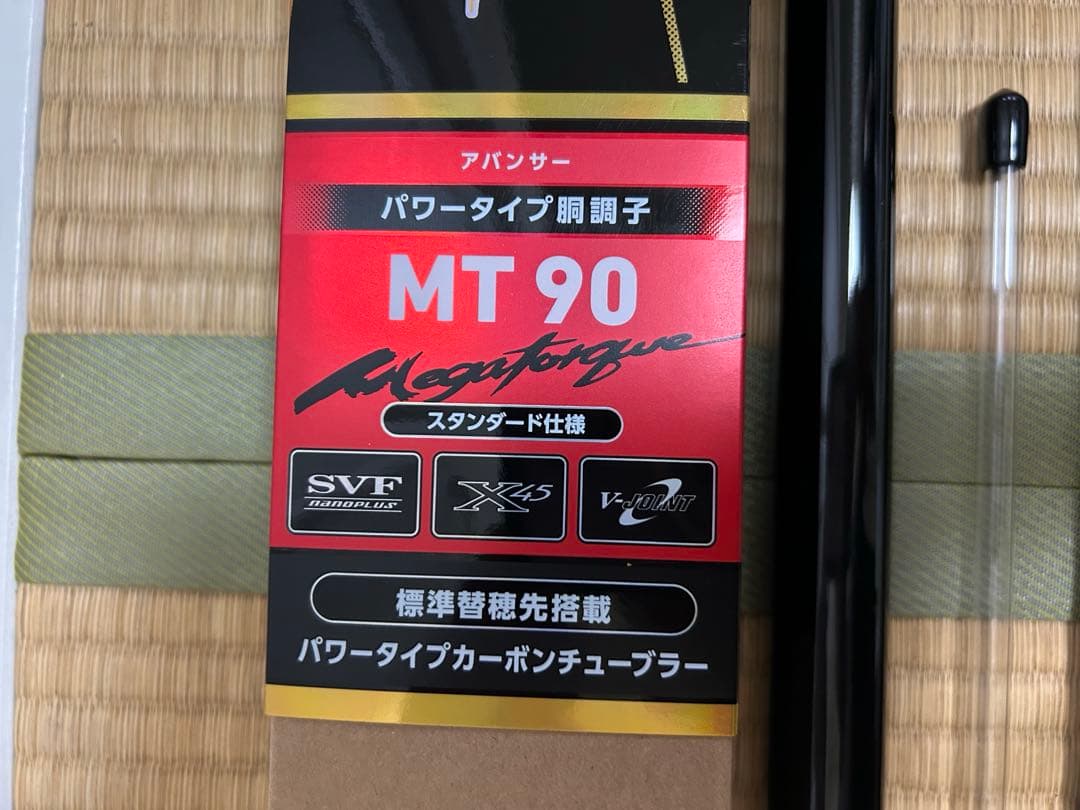 アバンサー
パワータイプ胴調子
MT 90
Megatorque
スタンダード仕様
SVF
nanoplus
X45
V-JOINT
標準替穂先搭載
パワータイプカーボンチューブラー